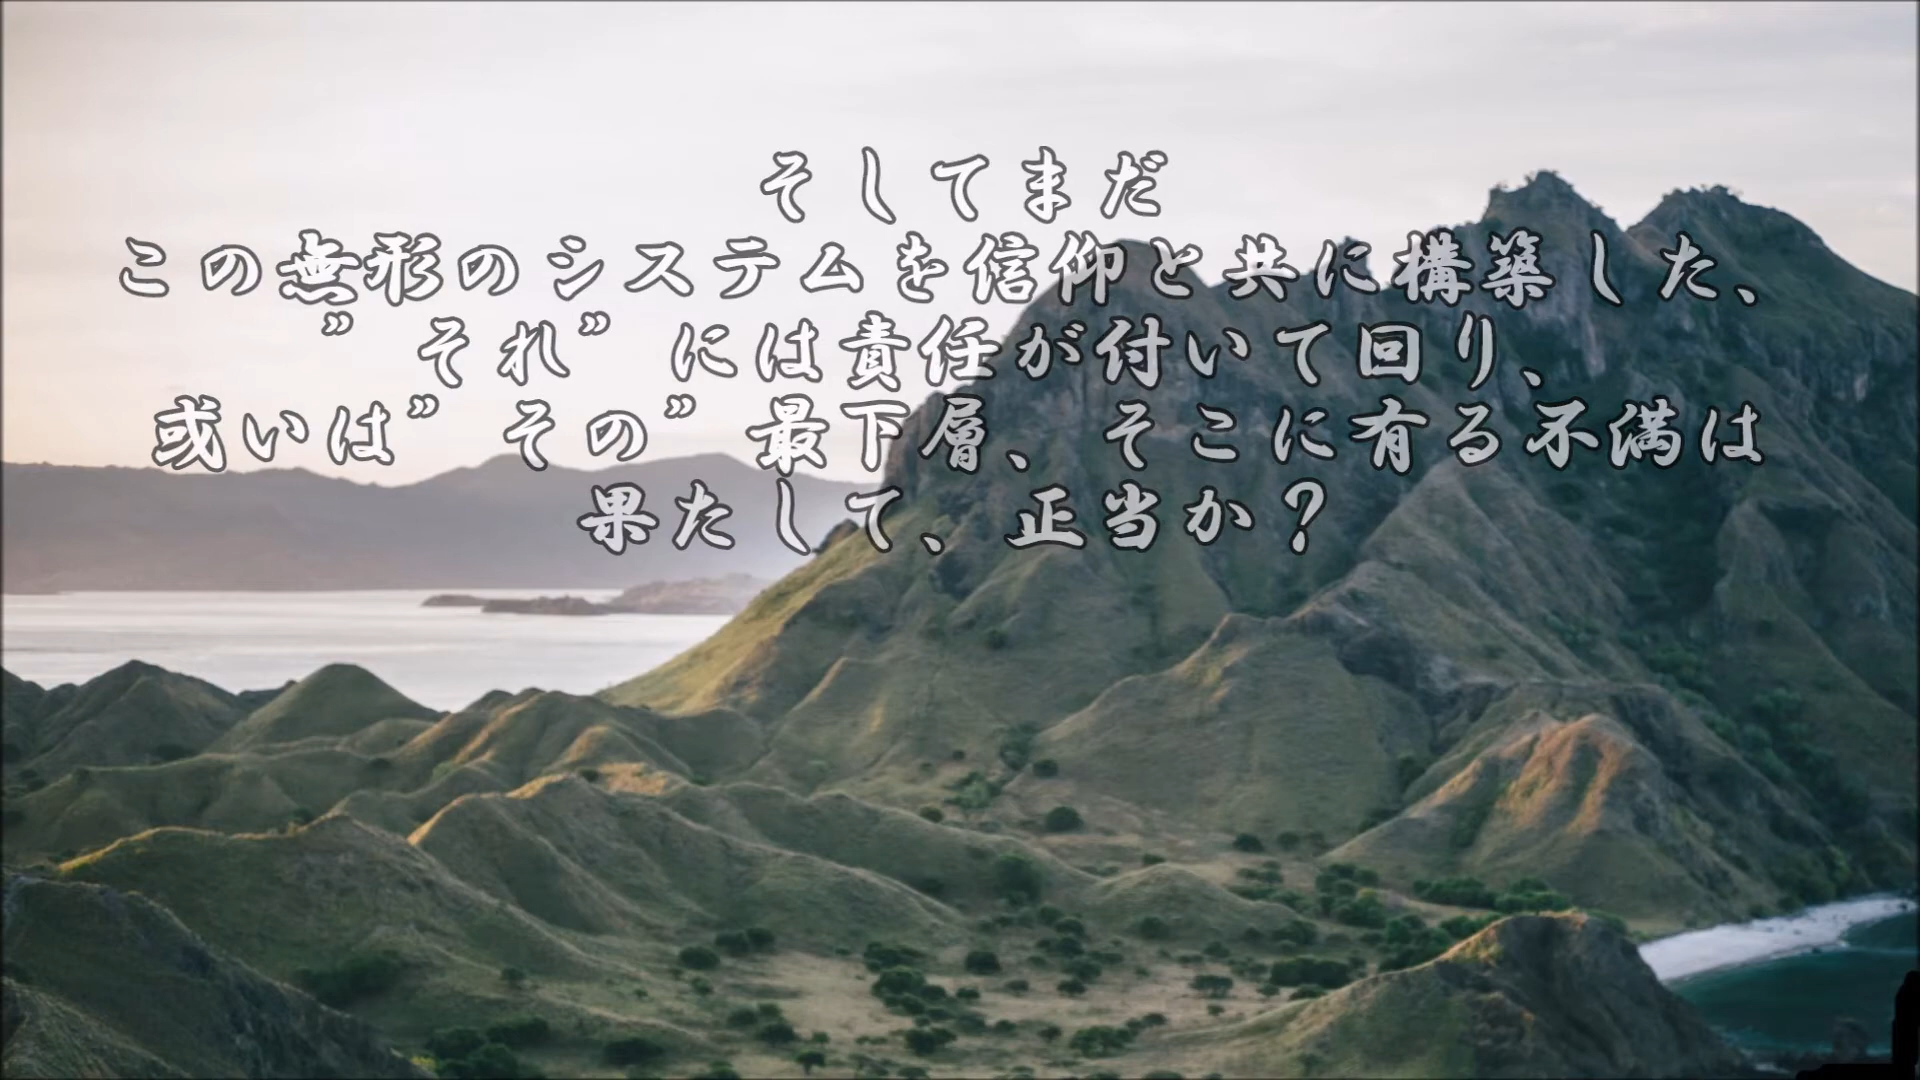 そしてまだ
この無形のシステムを信仰と共に構築した、
”それ”には責任が付いて回り、
或いは”その”最下層、そこに有る不満は
果たして、正当か？